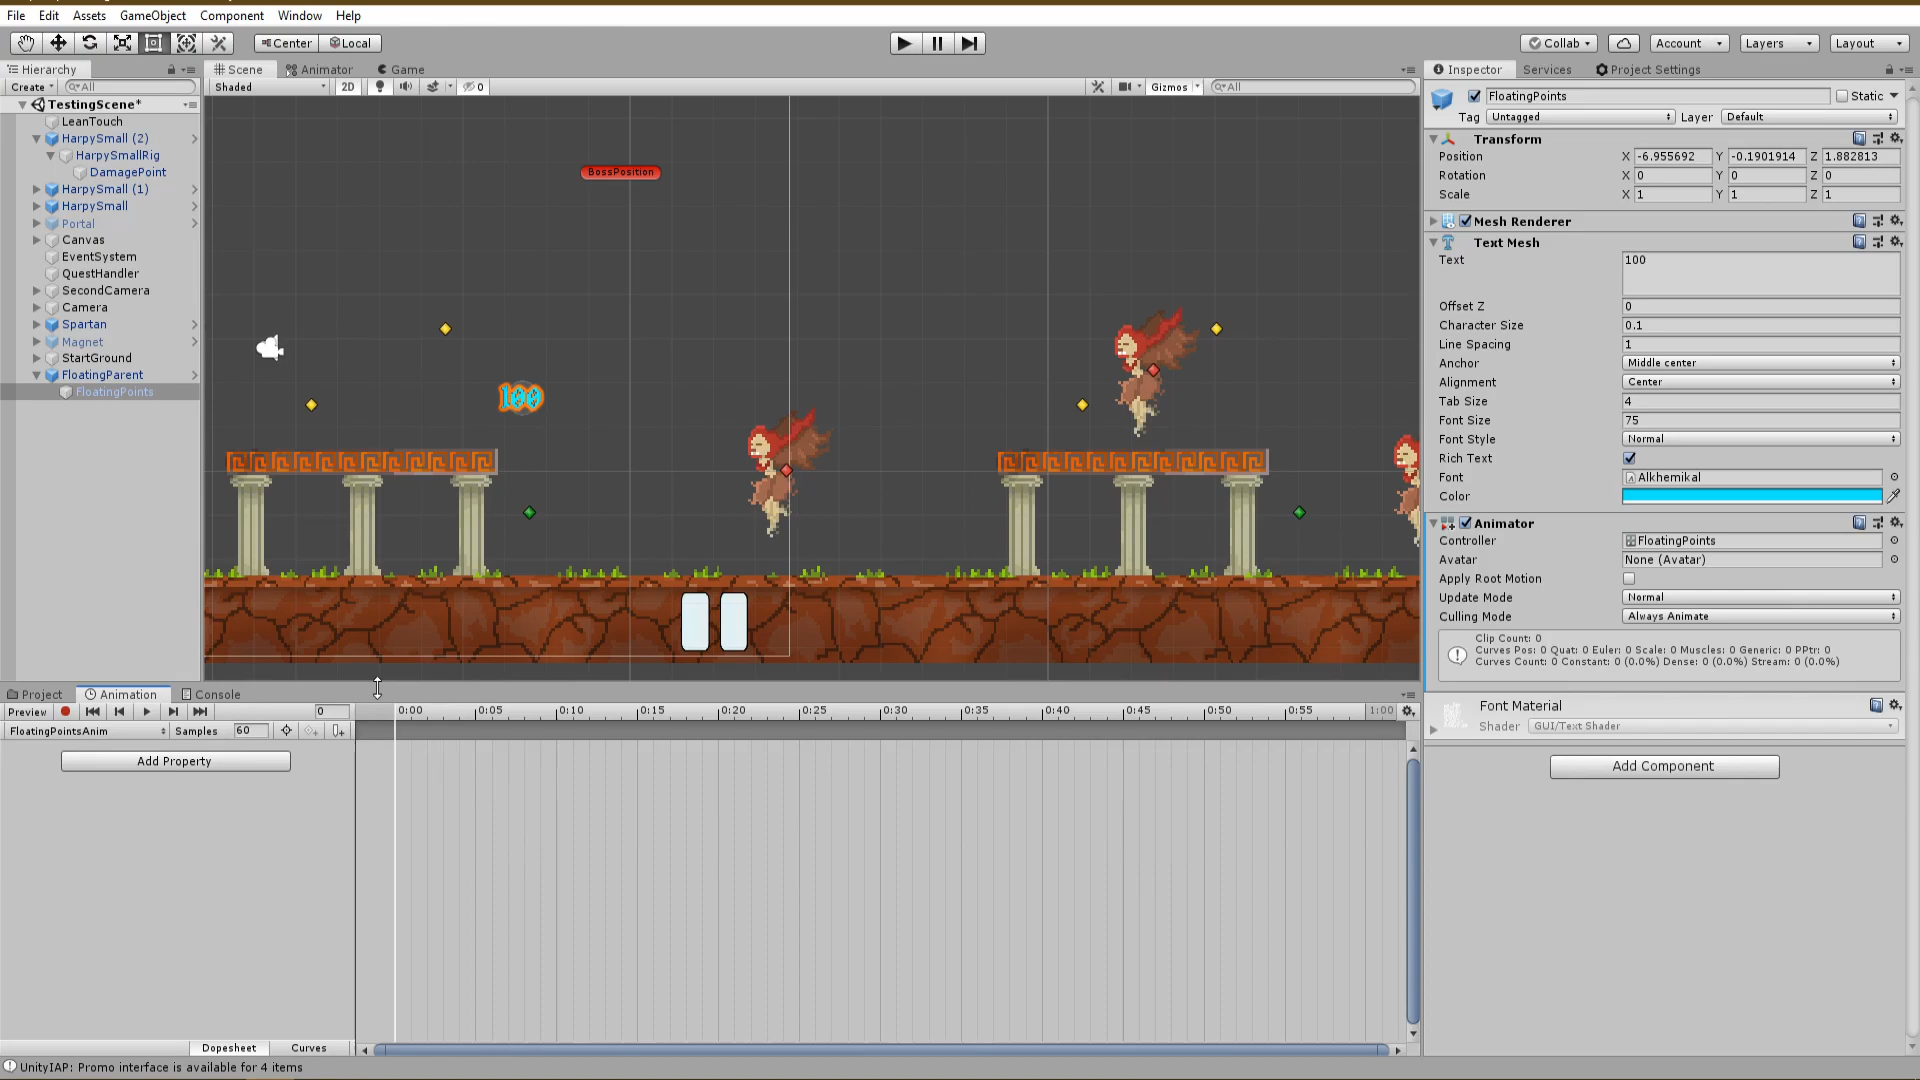 File Edit Assets GameObject Component Window Help
Center Local
Collab Account Layers Layout
Hierarchy
Create All
TestingScene*
LeanTouch
HarpySmall (2)
HarpySmallRig
DamagePoint
HarpySmall (1)
HarpySmall
Portal
Canvas
EventSystem
QuestHandler
SecondCamera
Camera
Spartan
Magnet
StartGround
FloatingParent
FloatingPoints
Scene Animator Game
Shaded 2D 0 Gizmos All
BossPosition
100
Inspector Services Project Settings
FloatingPoints Static
Tag Untagged Layer Default
Transform
Position X -6.955692 Y -0.1901914 Z 1.882813
Rotation X 0 Y 0 Z 0
Scale X 1 Y 1 Z 1
Mesh Renderer
Text Mesh
Text 100
Offset Z 0
Character Size 0.1
Line Spacing 1
Anchor Middle center
Alignment Center
Tab Size 4
Font Size 75
Font Style Normal
Rich Text
Font Alkhemikal
Color
Animator
Controller FloatingPoints
Avatar None (Avatar)
Apply Root Motion
Update Mode Normal
Culling Mode Always Animate
Clip Count: 0
Curves Pos: 0 Quat: 0 Euler: 0 Scale: 0 Muscles: 0 Generic: 0 PPtr: 0
Curves Count: 0 Constant: 0 (0.0%) Dense: 0 (0.0%) Stream: 0 (0.0%)
Font Material
Shader GUI/Text Shader
Add Component
Project Animation Console
Preview 0 0:00 0:05 0:10 0:15 0:20 0:25 0:30 0:35 0:40 0:45 0:50 0:55 1:00
FloatingPointsAnim Samples 60
Add Property
Dopesheet Curves
UnityIAP: Promo interface is available for 4 items